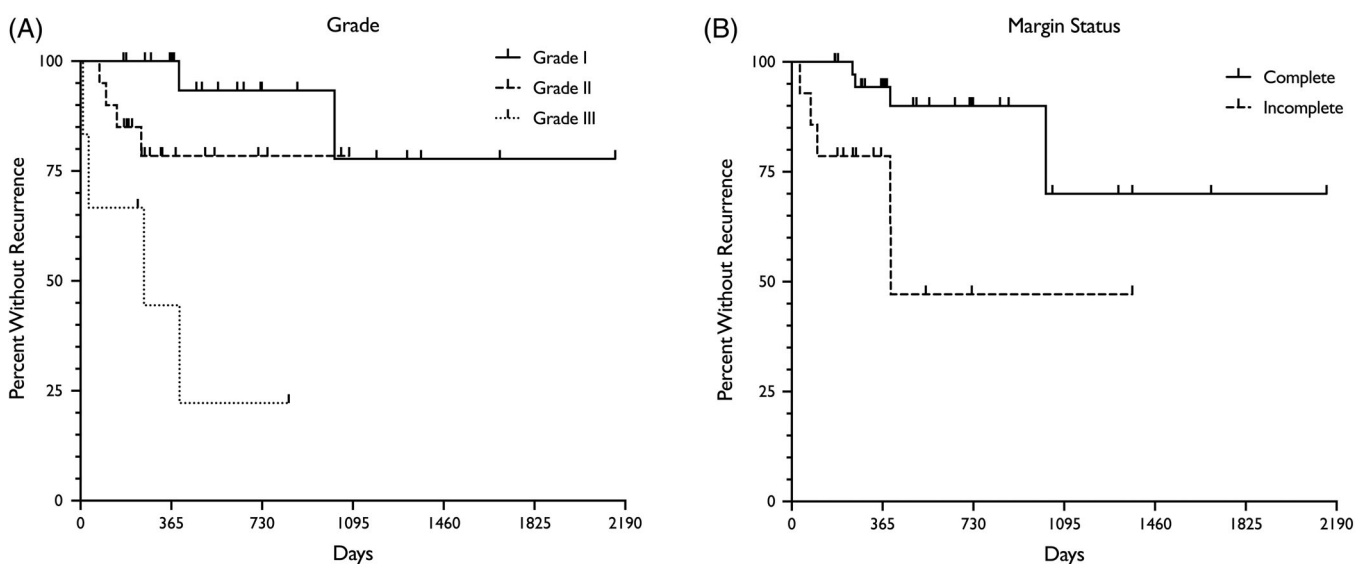 (A)
Grade
Percent Without Recurrence
100
75
50
25
0
0 365 730 1095 1460 1825 2190
Days
Grade I
Grade II
Grade III
(B)
Margin Status
Percent Without Recurrence
100
75
50
25
0
0 365 730 1095 1460 1825 2190
Days
Complete
Incomplete